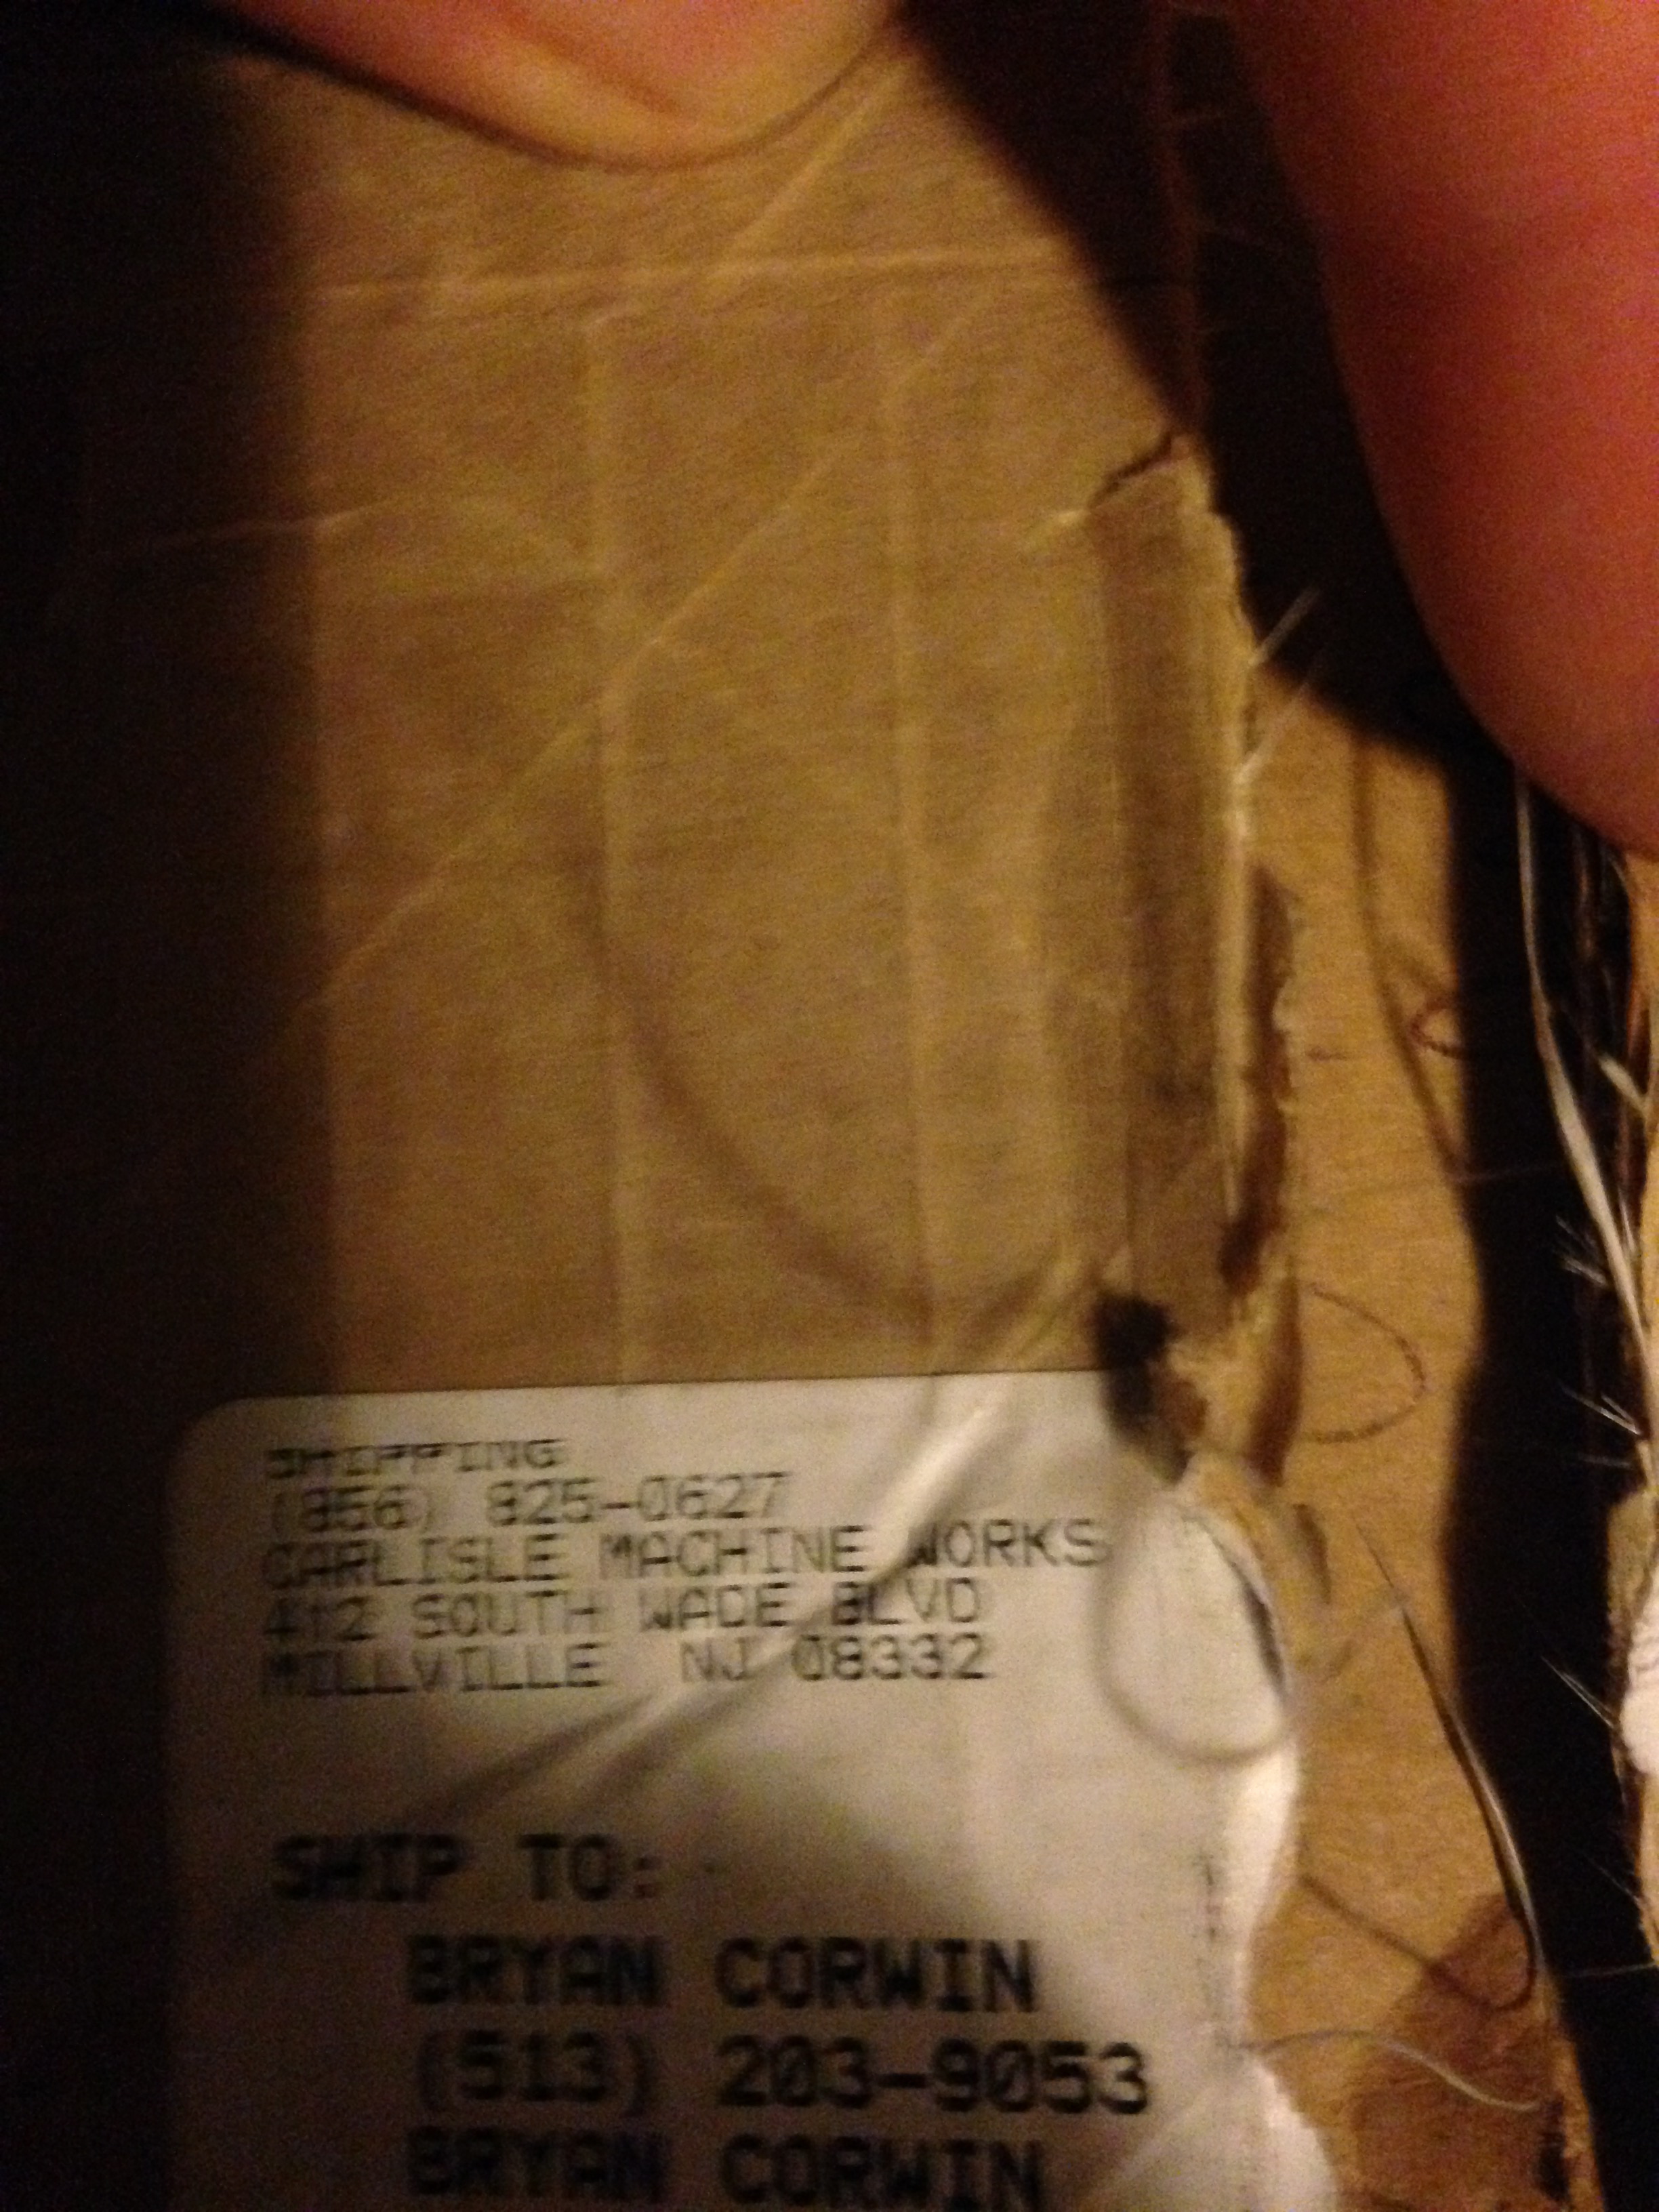 SHIPPING
(856) 825-0627
CARLISLE MACHINE WORKS
412 SOUTH WADE BLVD
MILLVILLE NJ 08332
SHIP TO:
BRYAN CORWIN
(513) 203-9053
BRYAN CORWIN